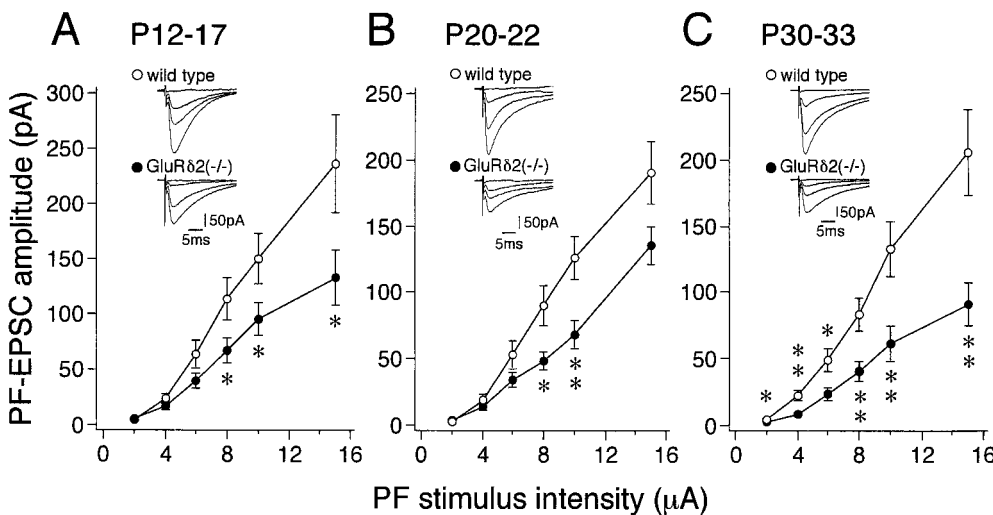 A P12-17
B P20-22
C P30-33
PF-EPSC amplitude (pA)
300
250
200
150
100
50
0
wild type
GluRδ2(-/-)
50pA
5ms
*
*
*
0 4 8 12 16
250
200
150
100
50
0
wild type
GluRδ2(-/-)
50pA
5ms
*
*
*
0 4 8 12 16
250
200
150
100
50
0
wild type
GluRδ2(-/-)
50pA
5ms
*
*
*
*
*
*
*
*
*
*
0 4 8 12 16
PF stimulus intensity (μA)